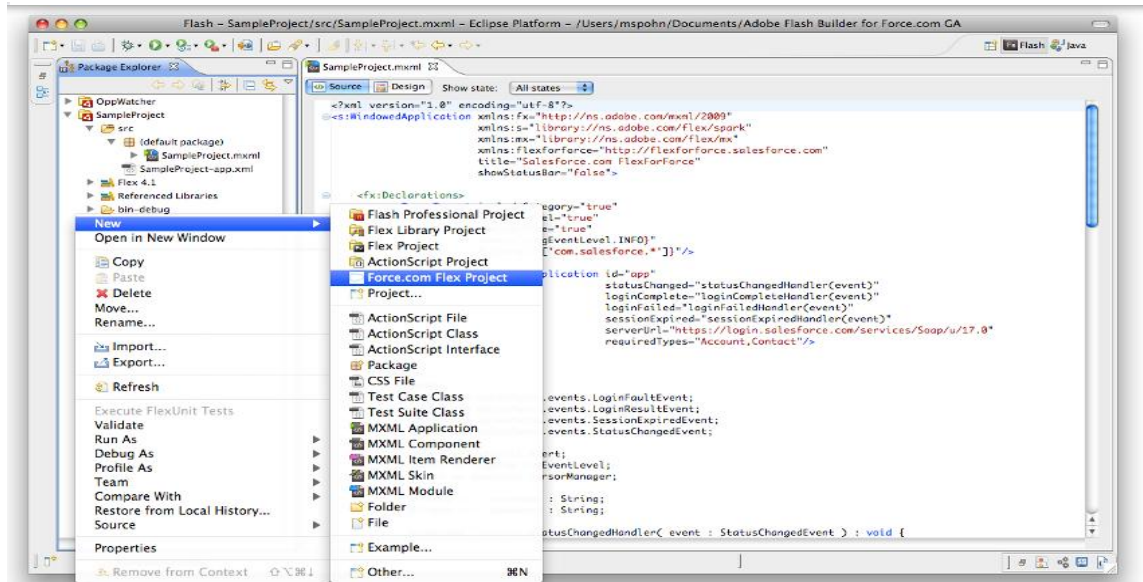 Flash - SampleProject/src/SampleProject.mxml - Eclipse Platform - /Users/mspohn/Documents/Adobe Flash Builder for Force.com GA
Flash Java
Package Explorer
SampleProject.mxml
Source Design Show state: All states
OppWatcher
SampleProject
src
(default package)
SampleProject.mxml
SampleProject-app.xml
Flex 4.1
Referenced Libraries
bin-debug
<?xml version="1.0" encoding="utf-8"?>
<s:WindowedApplication xmlns:fx="http://ns.adobe.com/mxml/2009"
xmlns:s="library://ns.adobe.com/flex/spark"
xmlns:mx="library://ns.adobe.com/flex/mx"
xmlns:flexforforce="http://flexforforce.salesforce.com"
title="Salesforce.com FlexForForce"
showStatusBar="false">
<fx:Declarations>
egory="true"
el="true"
e="true"
gEventLevel.INFO}"
['com.salesforce.*']}"/>
plication id="app"
statusChanged="statusChangedHandler(event)"
loginComplete="loginCompleteHandler(event)"
loginFailed="loginFailedHandler(event)"
sessionExpired="sessionExpiredHandler(event)"
serverUrl="https://login.salesforce.com/services/Soap/u/17.0"
requiredTypes="Account,Contact"/>
.events.LoginFaultEvent;
.events.LoginResultEvent;
.events.SessionExpiredEvent;
.events.StatusChangedEvent;
ert;
EventLevel;
rsorManager;
: String;
: String;
atusChangedHandler( event : StatusChangedEvent ) : void {
New
Open in New Window
Copy
Paste
Delete
Move...
Rename...
Import...
Export...
Refresh
Execute FlexUnit Tests
Validate
Run As
Debug As
Profile As
Team
Compare With
Restore from Local History...
Source
Properties
Remove from Context ⇧⌥⌘↓
Flash Professional Project
Flex Library Project
Flex Project
ActionScript Project
Force.com Flex Project
Project...
ActionScript File
ActionScript Class
ActionScript Interface
Package
CSS File
Test Case Class
Test Suite Class
MXML Application
MXML Component
MXML Item Renderer
MXML Skin
MXML Module
Folder
File
Example...
Other... ⌘N